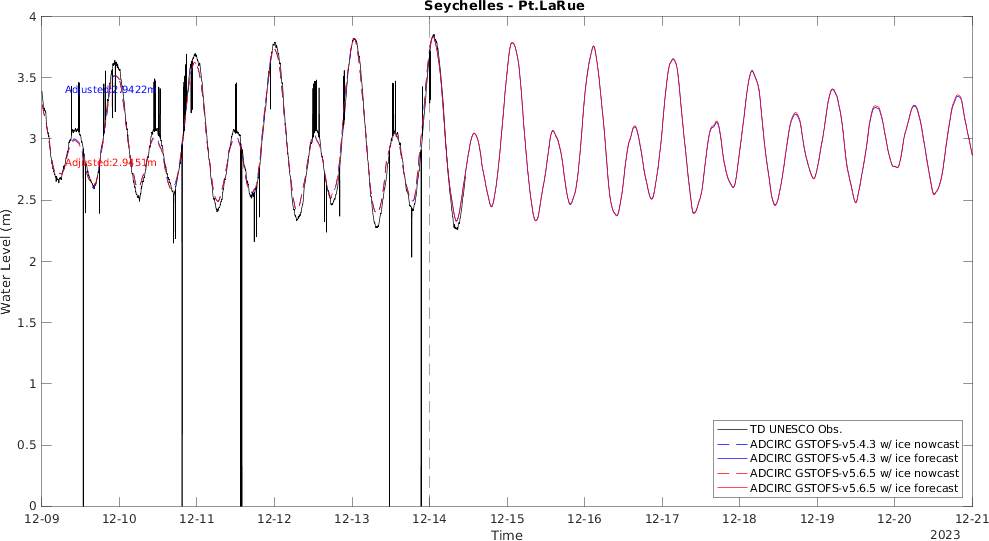 Seychelles - Pt.LaRue
4
3.5
3
2.5
2
1.5
1
0.5
0
Water Level (m)
Adjusted:2.9422m
Adjusted:2.9451m
TD UNESCO Obs.
ADCIRC GSTOFS-v5.4.3 w/ ice nowcast
ADCIRC GSTOFS-v5.4.3 w/ ice forecast
ADCIRC GSTOFS-v5.6.5 w/ ice nowcast
ADCIRC GSTOFS-v5.6.5 w/ ice forecast
12-09 12-10 12-11 12-12 12-13 12-14 12-15 12-16 12-17 12-18 12-19 12-20 12-21
Time
2023